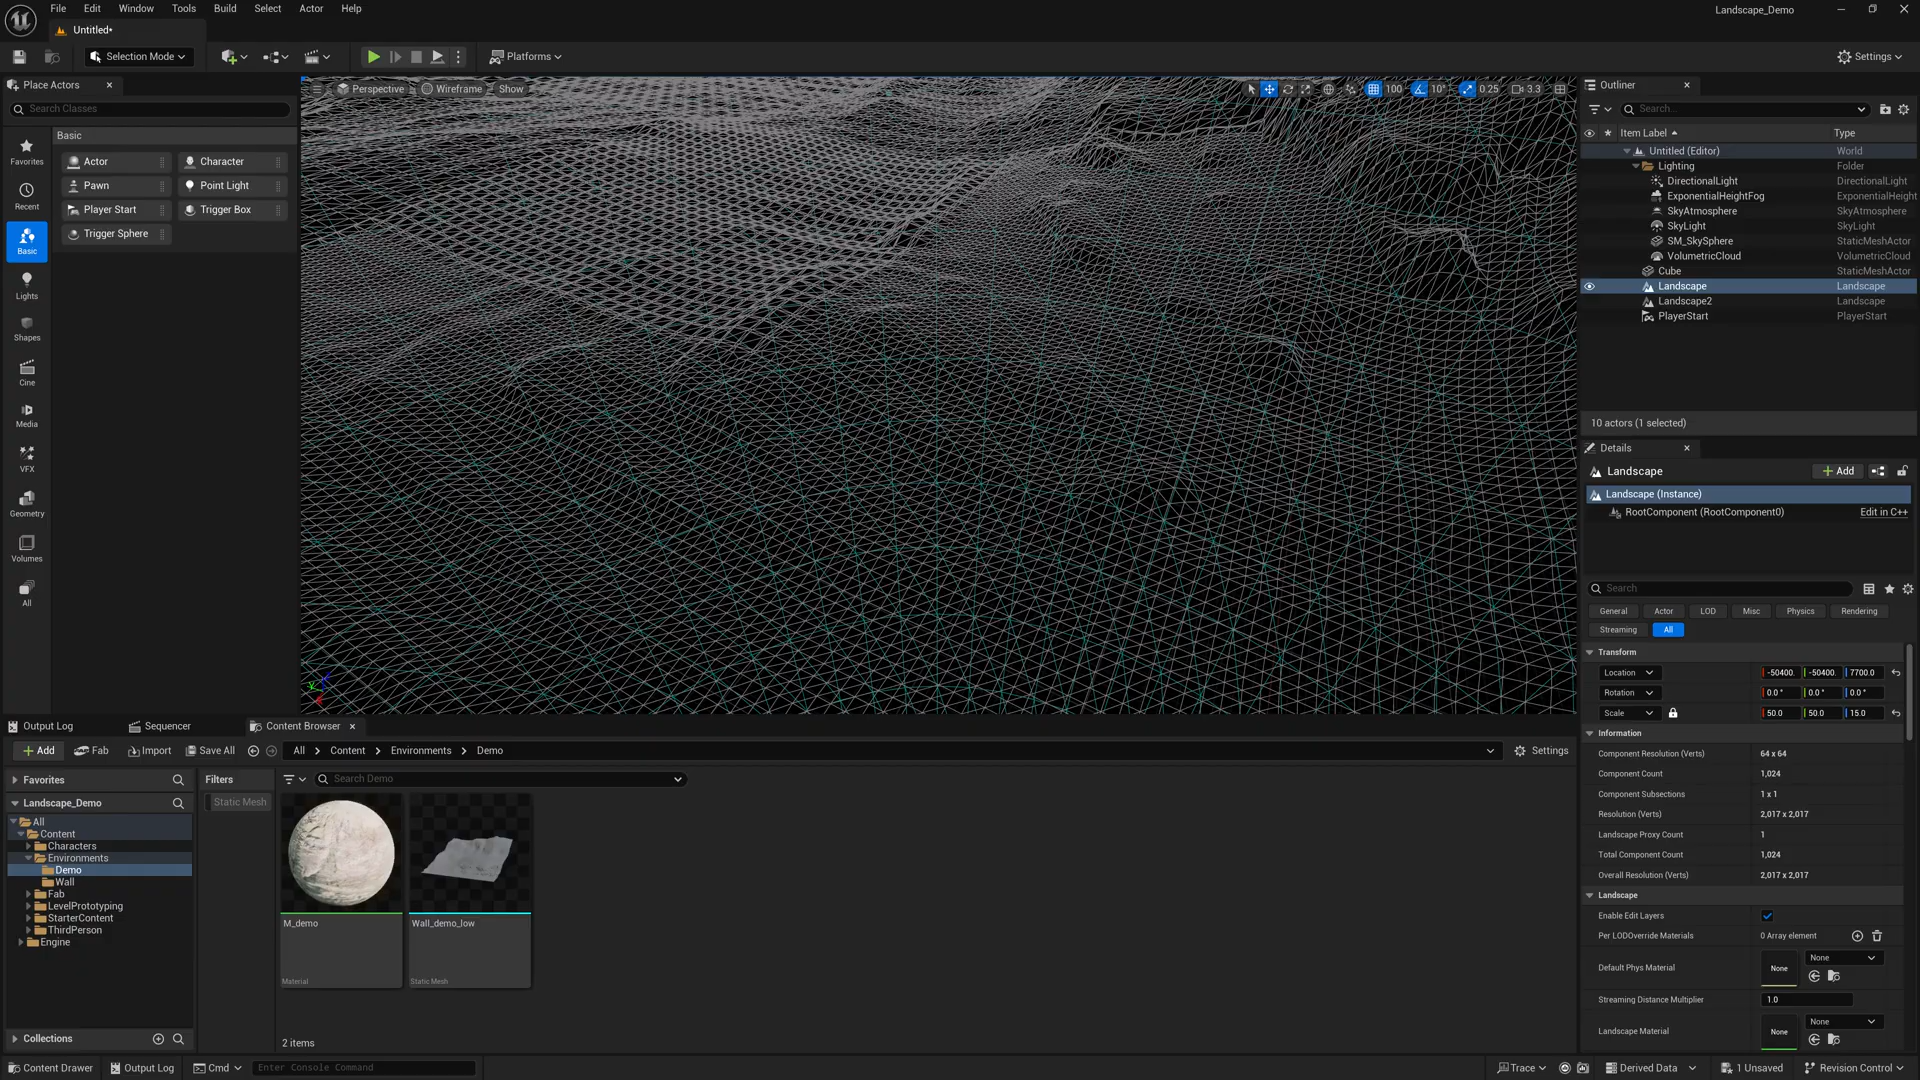 File Edit Window Tools Build Select Actor Help
Landscape_Demo
Untitled*
Selection Mode
Platforms
Settings
Place Actors
Search Classes
Basic
Favorites
Recent
Basic
Lights
Shapes
Cine
Media
VFX
Geometry
Volumes
All
Actor
Character
Pawn
Point Light
Player Start
Trigger Box
Trigger Sphere
Perspective
Wireframe
Show
100
10°
0.25
3.3
Outliner
Search...
Item Label
Type
Untitled (Editor) World
Lighting Folder
DirectionalLight DirectionalLight
ExponentialHeightFog ExponentialHeight
SkyAtmosphere SkyAtmosphere
SkyLight SkyLight
SM_SkySphere StaticMeshActor
VolumetricCloud VolumetricCloud
Cube StaticMeshActor
Landscape Landscape
Landscape2 Landscape
PlayerStart PlayerStart
10 actors (1 selected)
Details
Landscape
Add
Landscape (Instance)
RootComponent (RootComponent0) Edit in C++
Search
General Actor LOD Misc Physics Rendering
Streaming All
Transform
Location -50400. -50400. 7700.0
Rotation 0.0 ° 0.0 ° 0.0 °
Scale 50.0 50.0 15.0
Information
Component Resolution (Verts) 64 x 64
Component Count 1,024
Component Subsections 1 x 1
Resolution (Verts) 2,017 x 2,017
Landscape Proxy Count 1
Total Component Count 1,024
Overall Resolution (Verts) 2,017 x 2,017
Landscape
Enable Edit Layers
Per LODOverride Materials 0 Array element
Default Phys Material None None
Streaming Distance Multiplier 1.0
Landscape Material None None
Output Log
Sequencer
Content Browser
Add
Fab
Import
Save All
All > Content > Environments > Demo
Settings
Favorites
Landscape_Demo
All
Content
Characters
Environments
Demo
Wall
Fab
LevelPrototyping
StarterContent
ThirdPerson
Engine
Collections
Filters
Static Mesh
Search Demo
M_demo
Material
Wall_demo_low
Static Mesh
2 items
Content Drawer
Output Log
Cmd
Enter Console Command
Trace
Derived Data
1 Unsaved
Revision Control